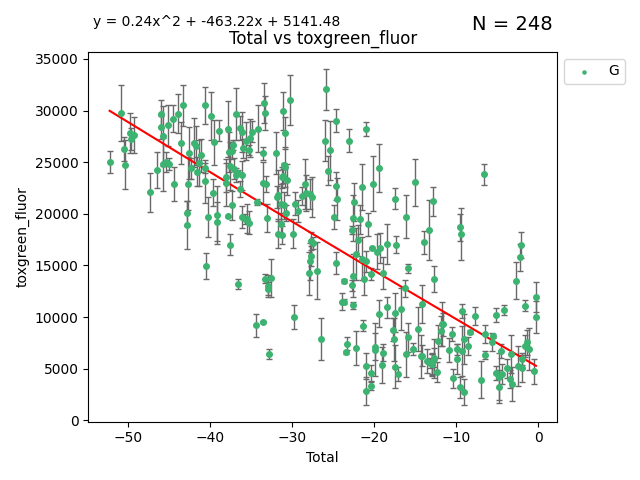 y = 0.24x^2 + -463.22x + 5141.48
N = 248
Total vs toxgreen_fluor
G
35000
30000
25000
20000
15000
10000
5000
0
toxgreen_fluor
−50 −40 −30 −20 −10 0
Total